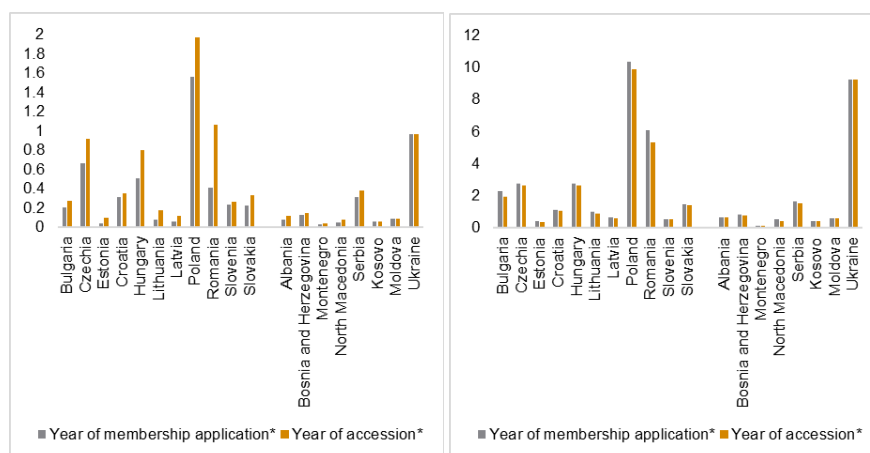 2
1.8
1.6
1.4
1.2
1
0.8
0.6
0.4
0.2
0
Bulgaria
Czechia
Estonia
Croatia
Hungary
Lithuania
Latvia
Poland
Romania
Slovenia
Slovakia
Albania
Bosnia and Herzegovina
Montenegro
North Macedonia
Serbia
Kosovo
Moldova
Ukraine
Year of membership application* Year of accession*
12
10
8
6
4
2
0
Bulgaria
Czechia
Estonia
Croatia
Hungary
Lithuania
Latvia
Poland
Romania
Slovenia
Slovakia
Albania
Bosnia and Herzegovina
Montenegro
North Macedonia
Serbia
Kosovo
Moldova
Ukraine
Year of membership application* Year of accession*